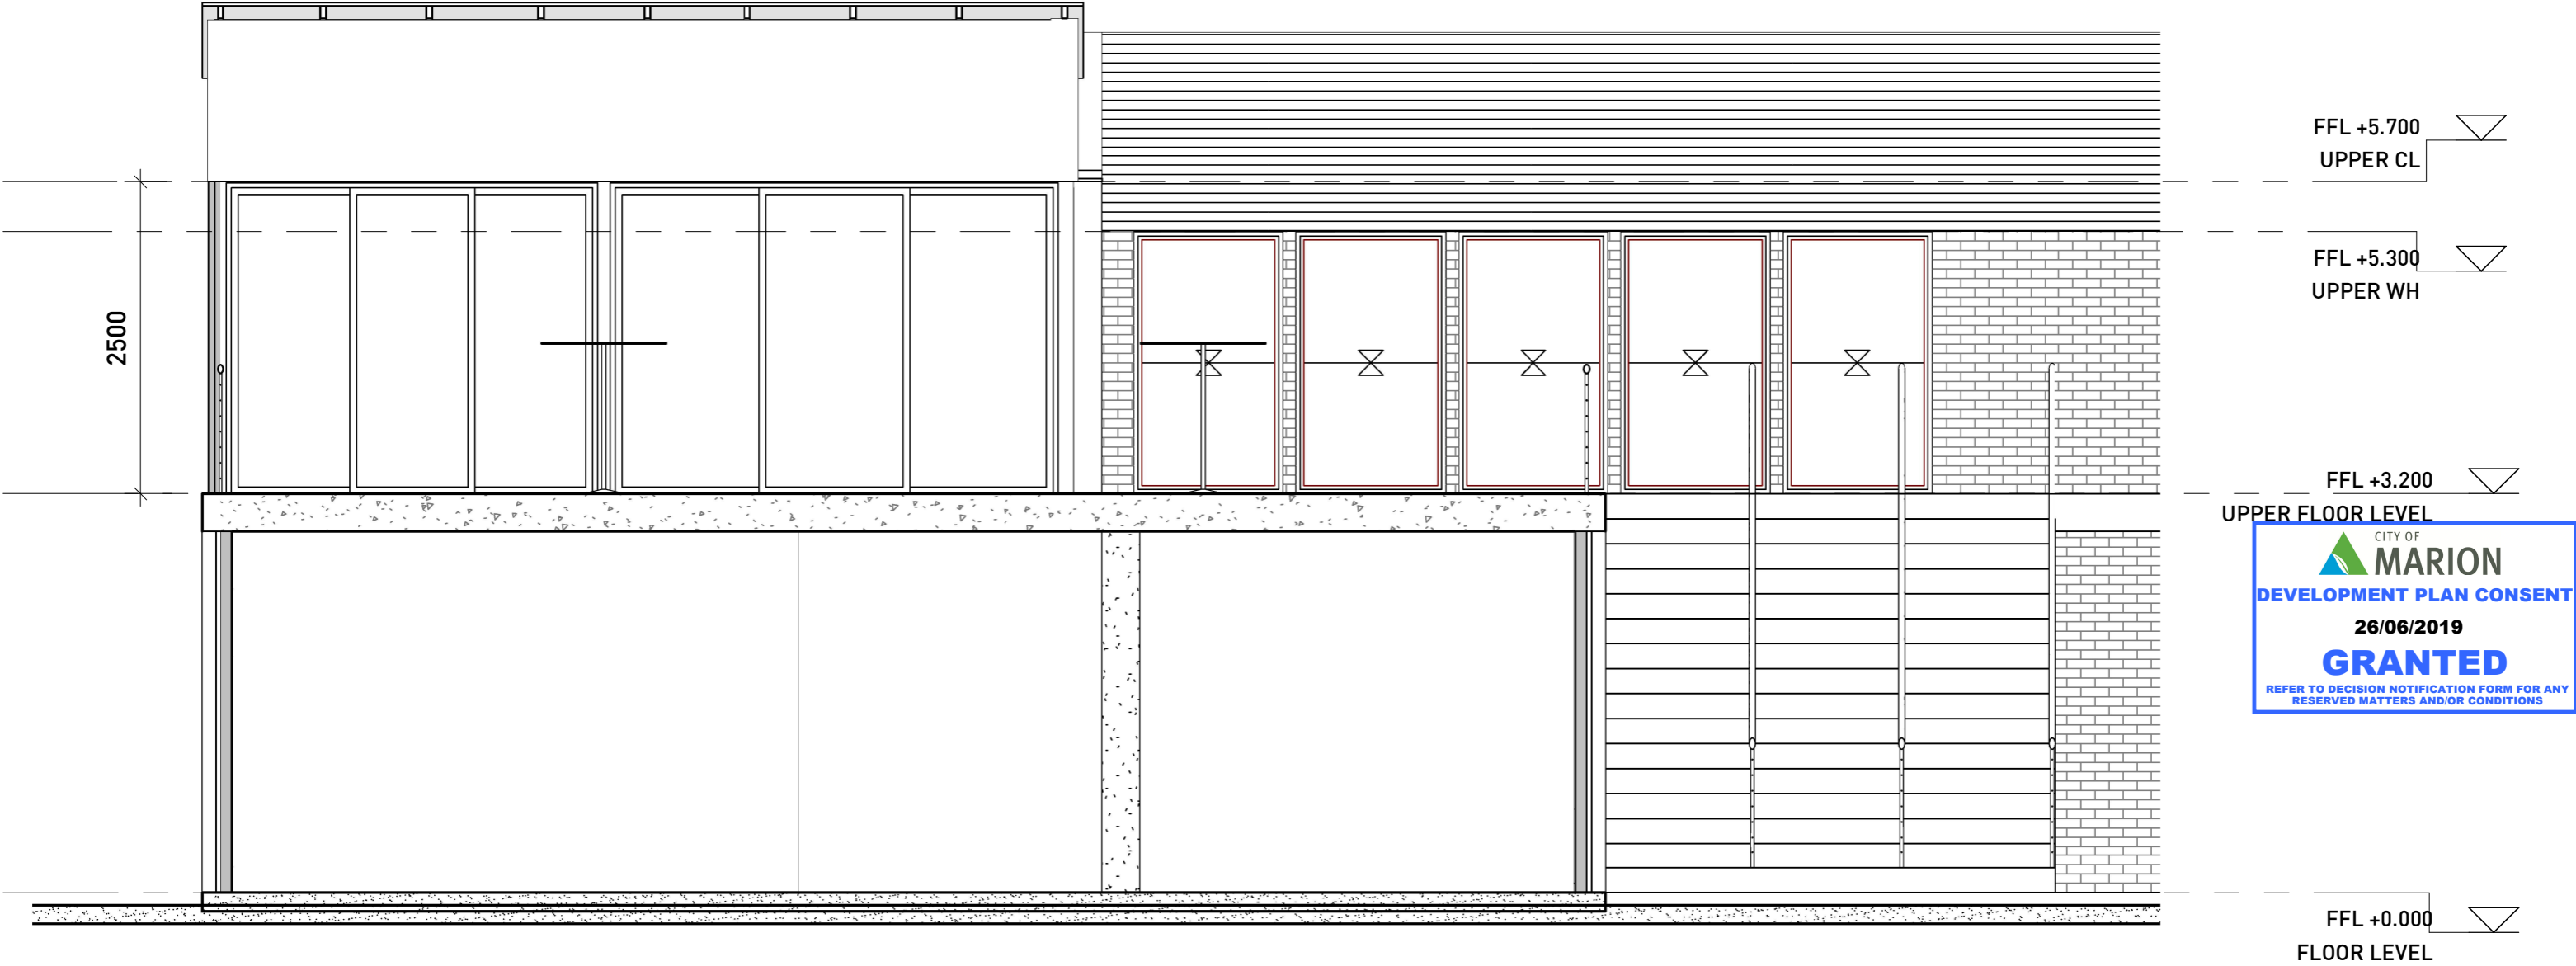 FFL +5.700
UPPER CL
FFL +5.300
UPPER WH
2500
FFL +3.200
UPPER FLOOR LEVEL
CITY OF
MARION
DEVELOPMENT PLAN CONSENT
26/06/2019
GRANTED
REFER TO DECISION NOTIFICATION FORM FOR ANY
RESERVED MATTERS AND/OR CONDITIONS
FFL +0.000
FLOOR LEVEL